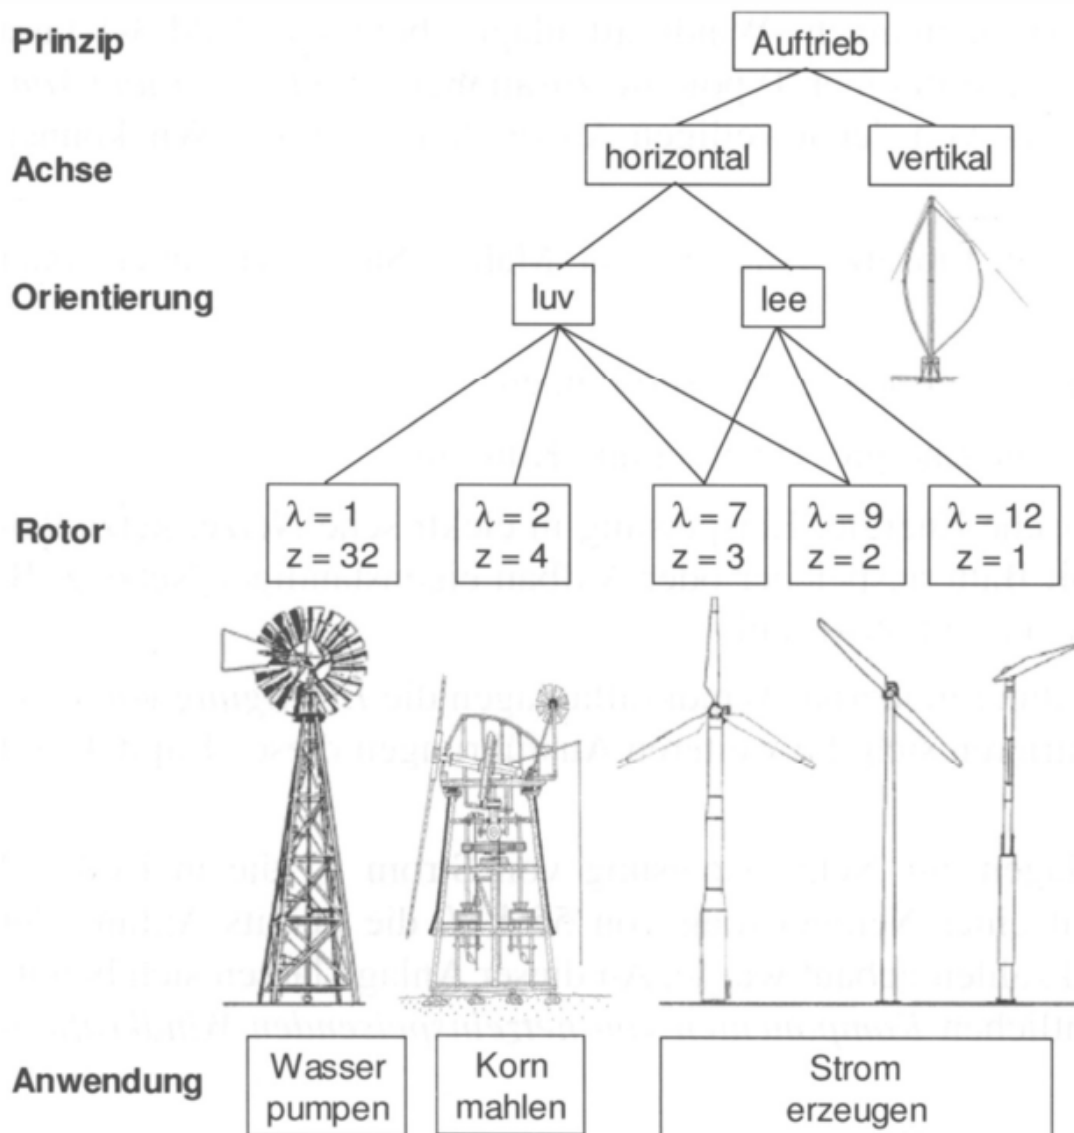 Prinzip
Auftrieb
Achse
horizontal
vertikal
Orientierung
luv
lee
Rotor
λ = 1
z = 32
λ = 2
z = 4
λ = 7
z = 3
λ = 9
z = 2
λ = 12
z = 1
Anwendung
Wasser
pumpen
Korn
mahlen
Strom
erzeugen